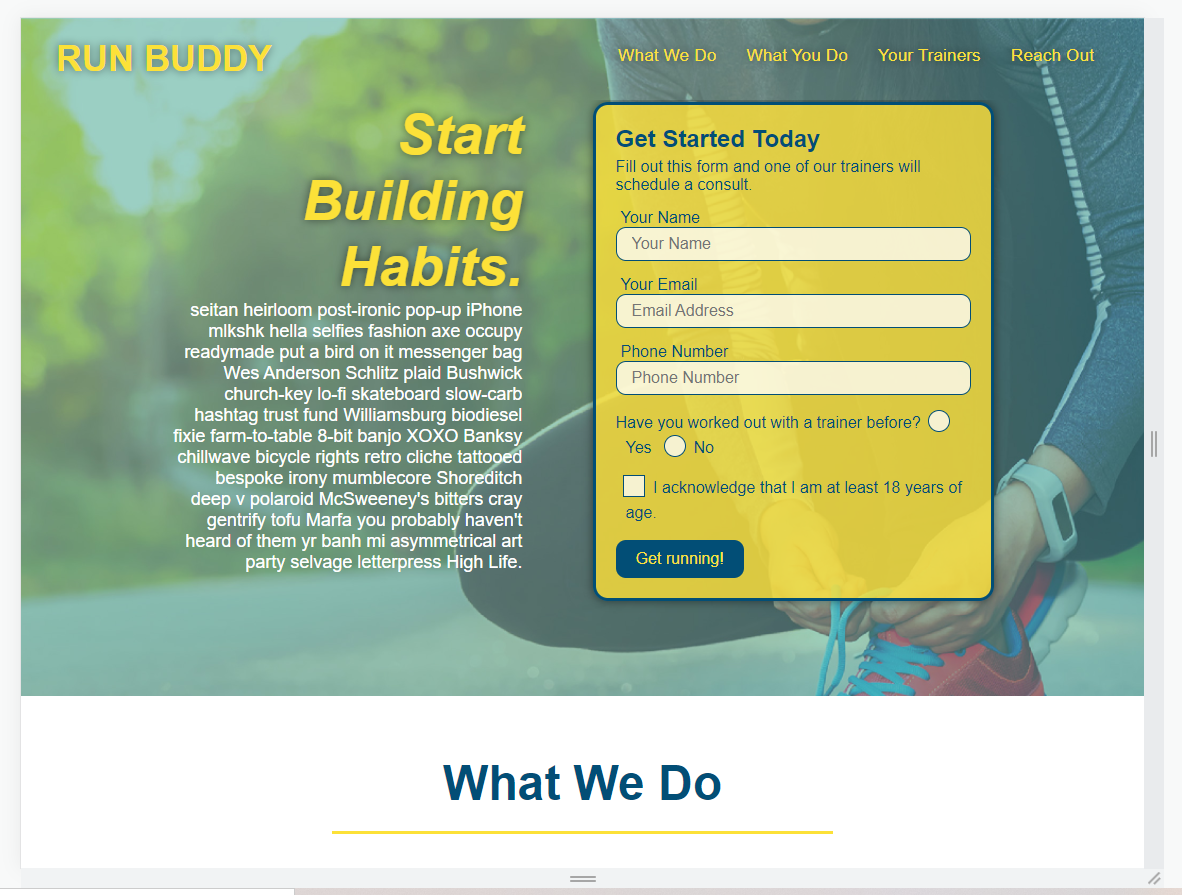 RUN BUDDY
What We Do What You Do Your Trainers Reach Out
Start
Building
Habits.
seitan heirloom post-ironic pop-up iPhone
mlkshk hella selfies fashion axe occupy
readymade put a bird on it messenger bag
Wes Anderson Schlitz plaid Bushwick
church-key lo-fi skateboard slow-carb
hashtag trust fund Williamsburg biodiesel
fixie farm-to-table 8-bit banjo XOXO Banksy
chillwave bicycle rights retro cliche tattooed
bespoke irony mumblecore Shoreditch
deep v polaroid McSweeney's bitters cray
gentrify tofu Marfa you probably haven't
heard of them yr banh mi asymmetrical art
party selvage letterpress High Life.
Get Started Today
Fill out this form and one of our trainers will
schedule a consult.
Your Name
Your Name
Your Email
Email Address
Phone Number
Phone Number
Have you worked out with a trainer before?
Yes No
I acknowledge that I am at least 18 years of
age.
Get running!
What We Do